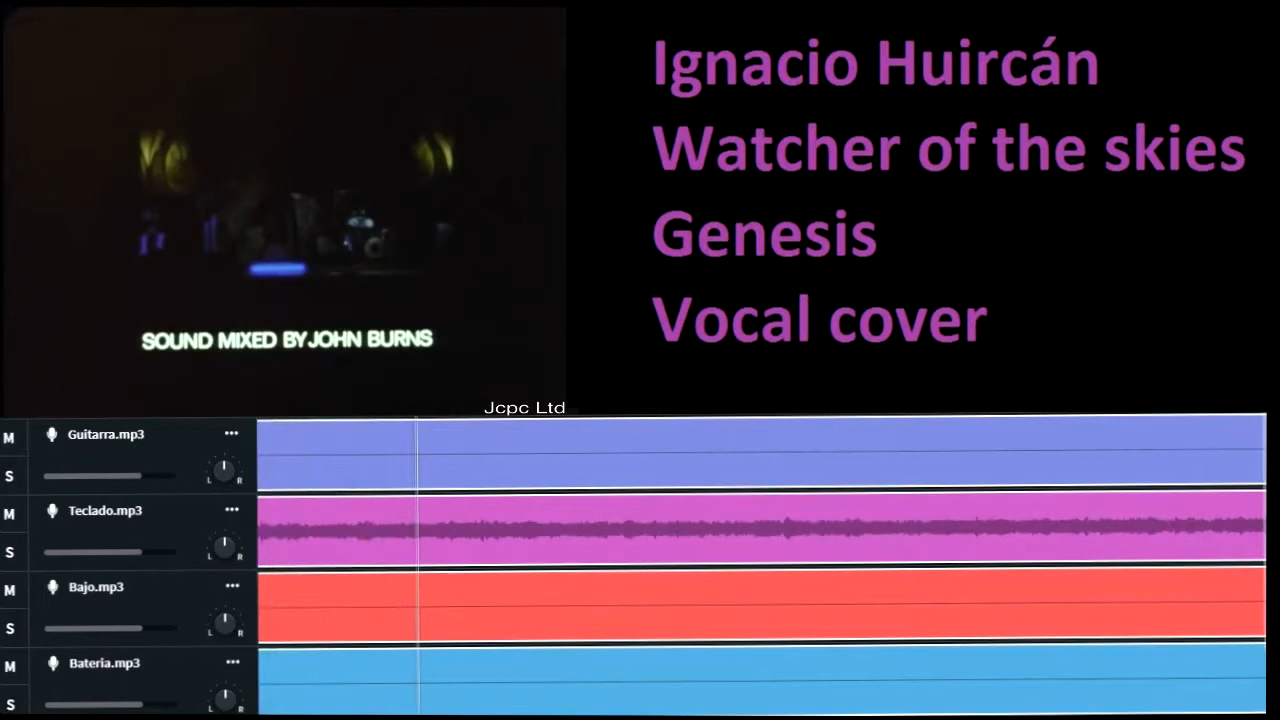 Ignacio Huircán
Watcher of the skies
Genesis
Vocal cover
SOUND MIXED BY JOHN BURNS
Jcpc Ltd
M
Guitarra.mp3
S
L R
M
Teclado.mp3
S
L R
M
Bajo.mp3
S
L R
M
Bateria.mp3
S
L R